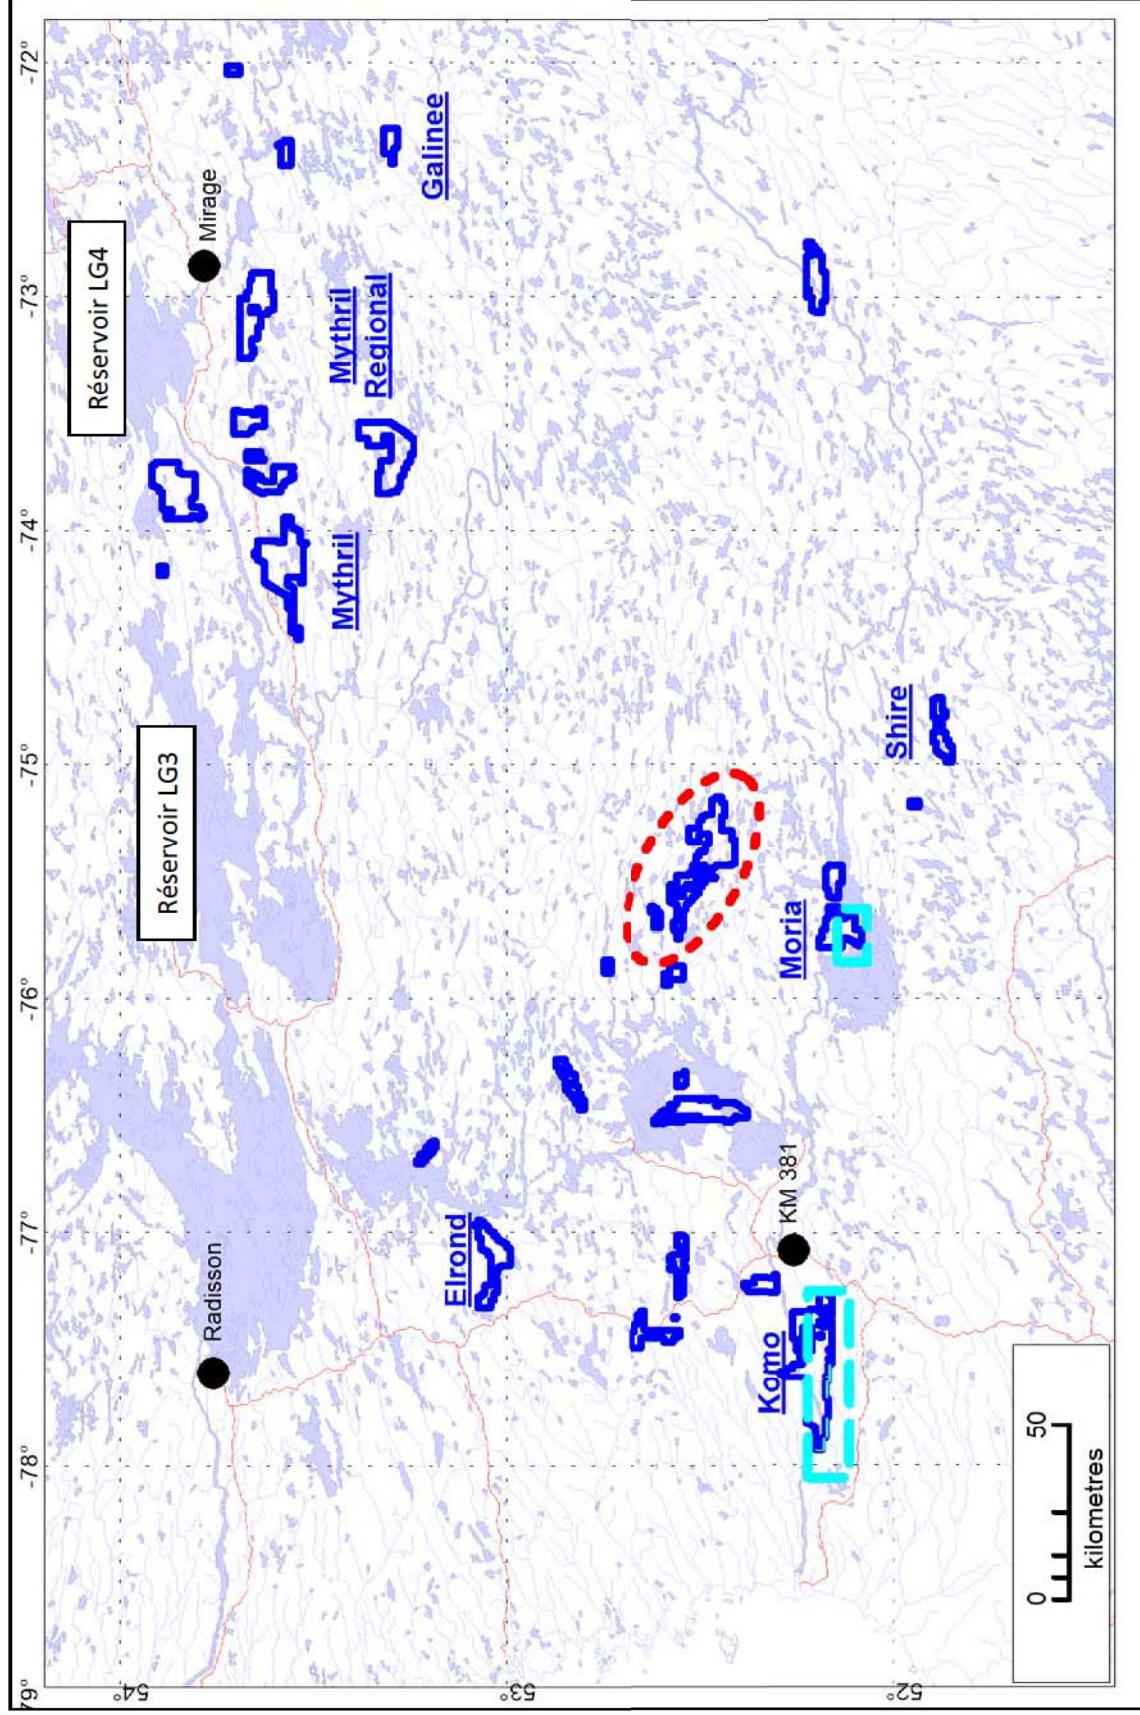 79°
-78°
-77°
-76°
-75°
-74°
-73°
-72°
Réservoir LG4
54°
Réservoir LG3
Mirage
Radisson
Mythril
Regional
Mythril
Galinee
Elrond
53°
Komo
Moria
KM 381
Shire
52°
0 50
kilometres